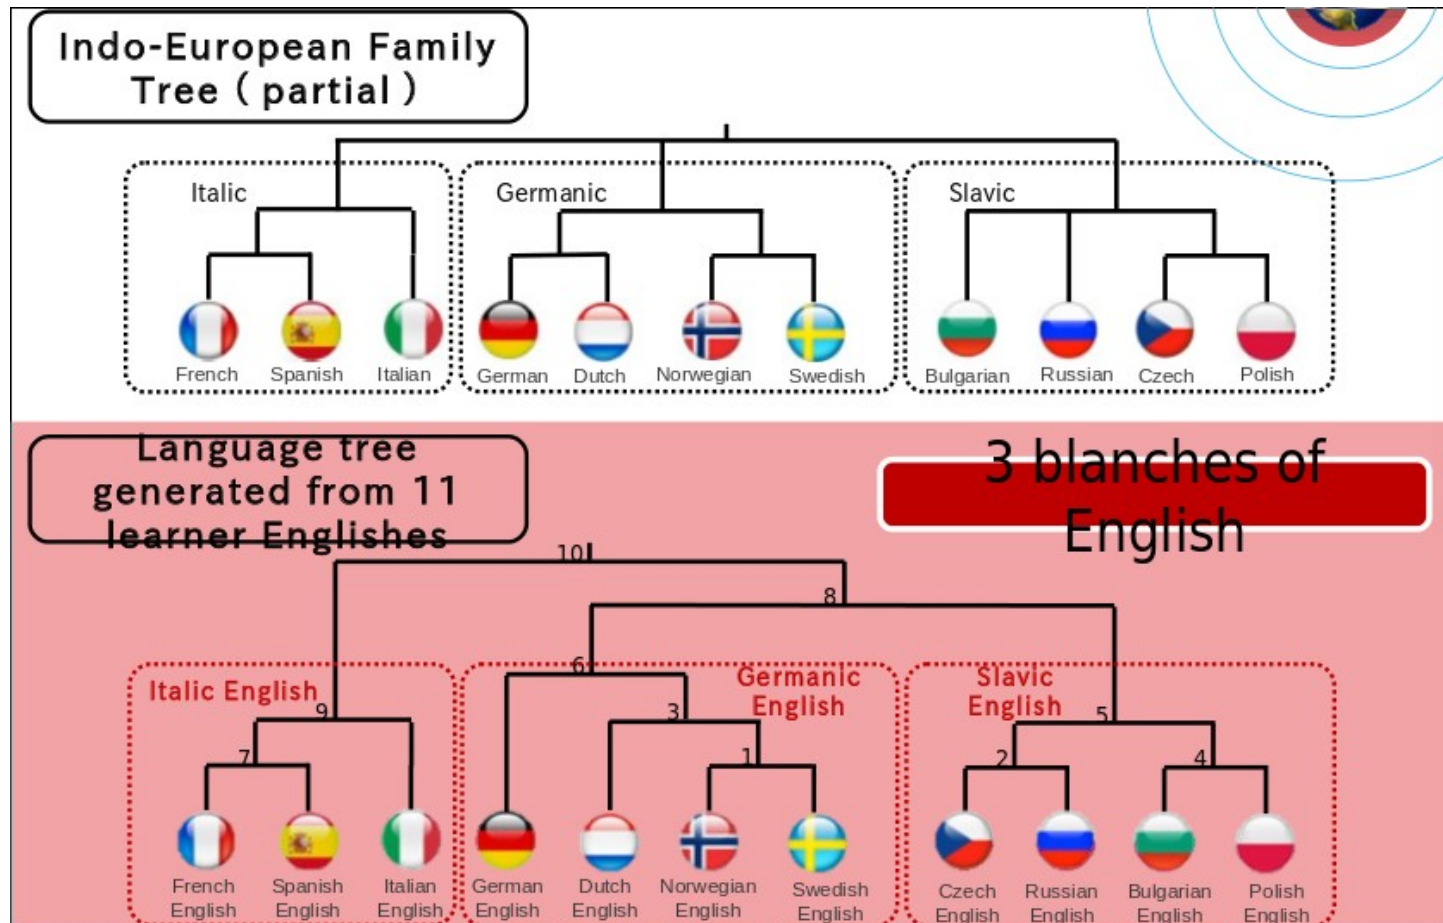 Indo-European Family
Tree ( partial )
Italic
Germanic
Slavic
French
Spanish
Italian
German
Dutch
Norwegian
Swedish
Bulgarian
Russian
Czech
Polish
Language tree
generated from 11
learner Englishes
3 blanches of
English
10
8
6
Italic English
Germanic
English
Slavic
English
9
3
5
7
1
2
4
French
English
Spanish
English
Italian
English
German
English
Dutch
English
Norwegian
English
Swedish
English
Czech
English
Russian
English
Bulgarian
English
Polish
English